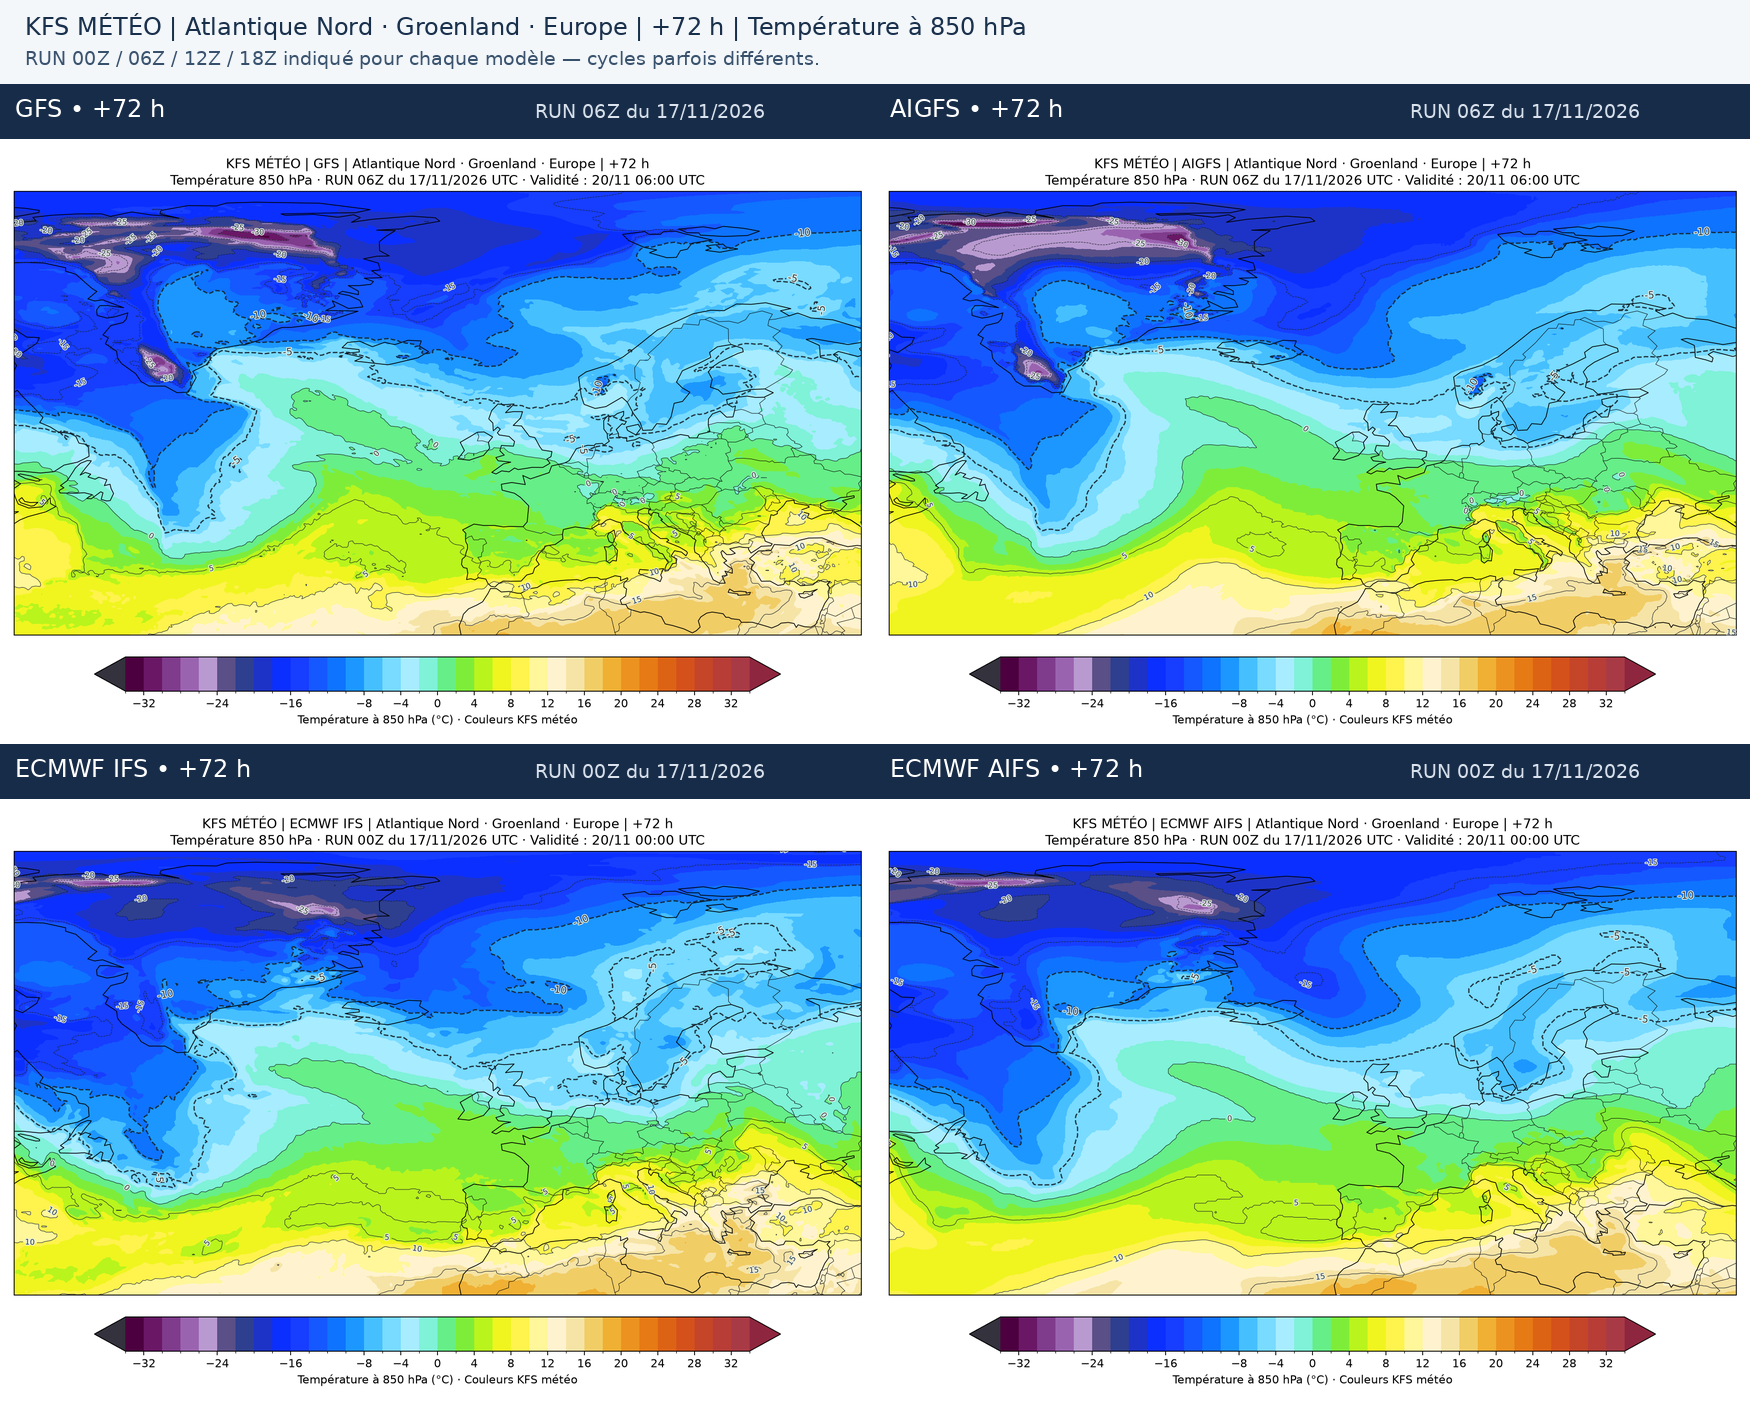 KFS MÉTÉO | Atlantique Nord · Groenland · Europe | +72 h | Température à 850 hPa
RUN 00Z / 06Z / 12Z / 18Z indiqué pour chaque modèle — cycles parfois différents.
GFS • +72 h
RUN 06Z du 17/11/2026
AIGFS • +72 h
RUN 06Z du 17/11/2026
KFS MÉTÉO | GFS | Atlantique Nord · Groenland · Europe | +72 h
Température 850 hPa · RUN 06Z du 17/11/2026 UTC · Validité : 20/11 06:00 UTC
KFS MÉTÉO | AIGFS | Atlantique Nord · Groenland · Europe | +72 h
Température 850 hPa · RUN 06Z du 17/11/2026 UTC · Validité : 20/11 06:00 UTC
−32 −24 −16 −8 −4 0 4 8 12 16 20 24 28 32
Température à 850 hPa (°C) · Couleurs KFS météo
−32 −24 −16 −8 −4 0 4 8 12 16 20 24 28 32
Température à 850 hPa (°C) · Couleurs KFS météo
ECMWF IFS • +72 h
RUN 00Z du 17/11/2026
ECMWF AIFS • +72 h
RUN 00Z du 17/11/2026
KFS MÉTÉO | ECMWF IFS | Atlantique Nord · Groenland · Europe | +72 h
Température 850 hPa · RUN 00Z du 17/11/2026 UTC · Validité : 20/11 00:00 UTC
KFS MÉTÉO | ECMWF AIFS | Atlantique Nord · Groenland · Europe | +72 h
Température 850 hPa · RUN 00Z du 17/11/2026 UTC · Validité : 20/11 00:00 UTC
−32 −24 −16 −8 −4 0 4 8 12 16 20 24 28 32
Température à 850 hPa (°C) · Couleurs KFS météo
−32 −24 −16 −8 −4 0 4 8 12 16 20 24 28 32
Température à 850 hPa (°C) · Couleurs KFS météo